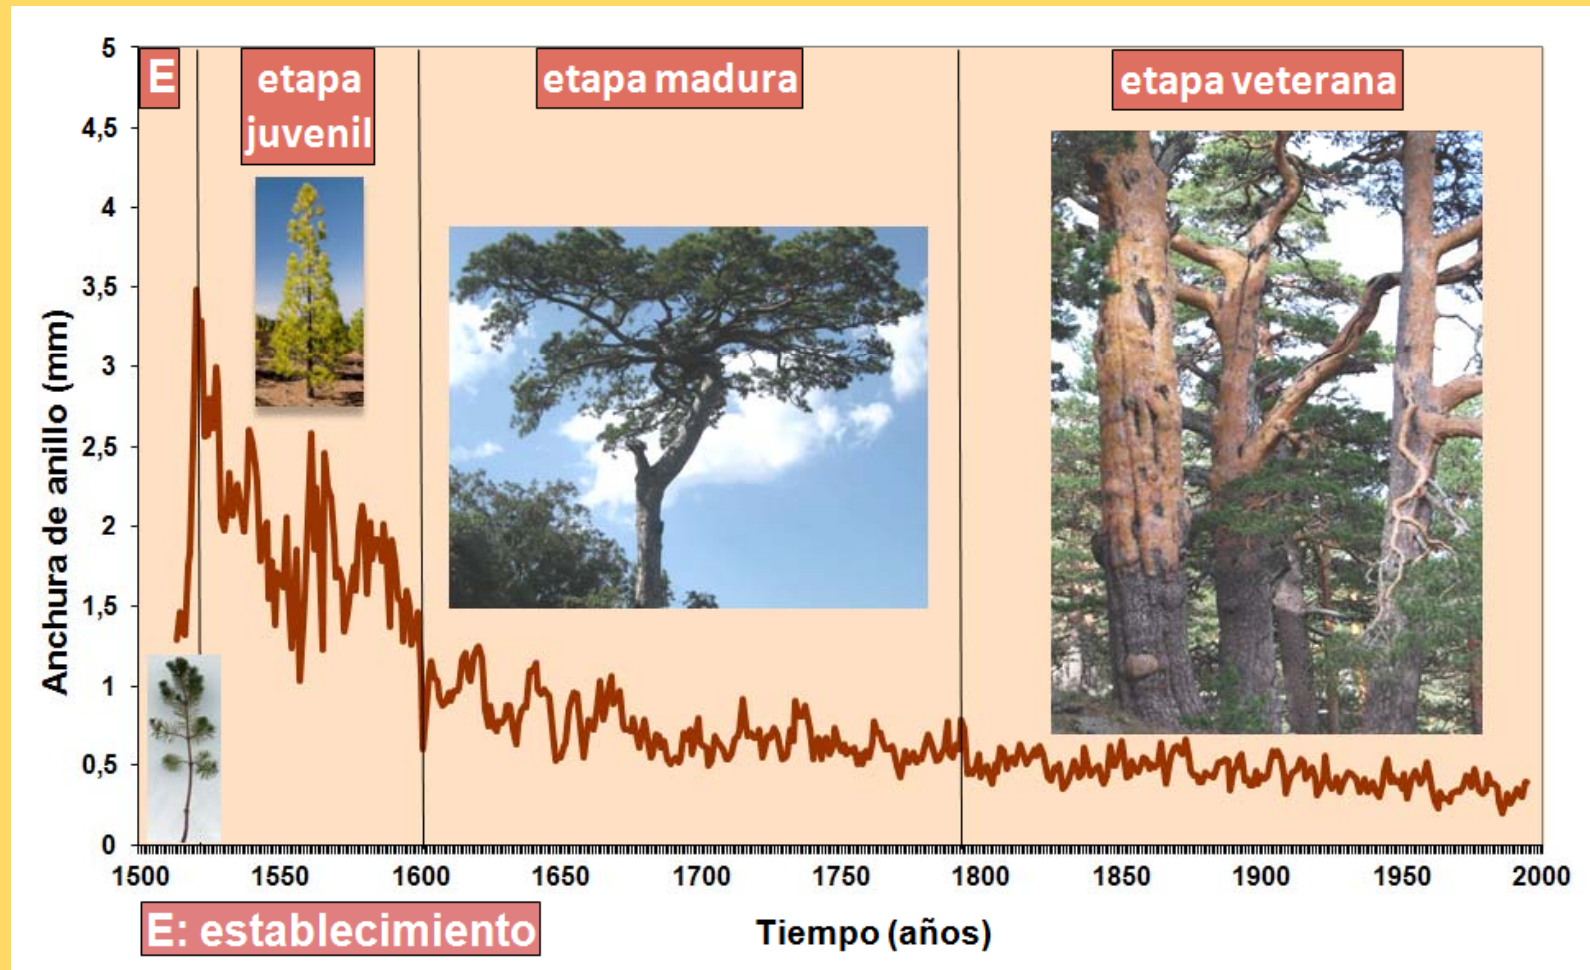 E
etapa
juvenil
etapa madura
etapa veterana
5
4,5
4
3,5
3
2,5
2
1,5
1
0,5
0
Anchura de anillo (mm)
1500 1550 1600 1650 1700 1750 1800 1850 1900 1950 2000
Tiempo (años)
E: establecimiento